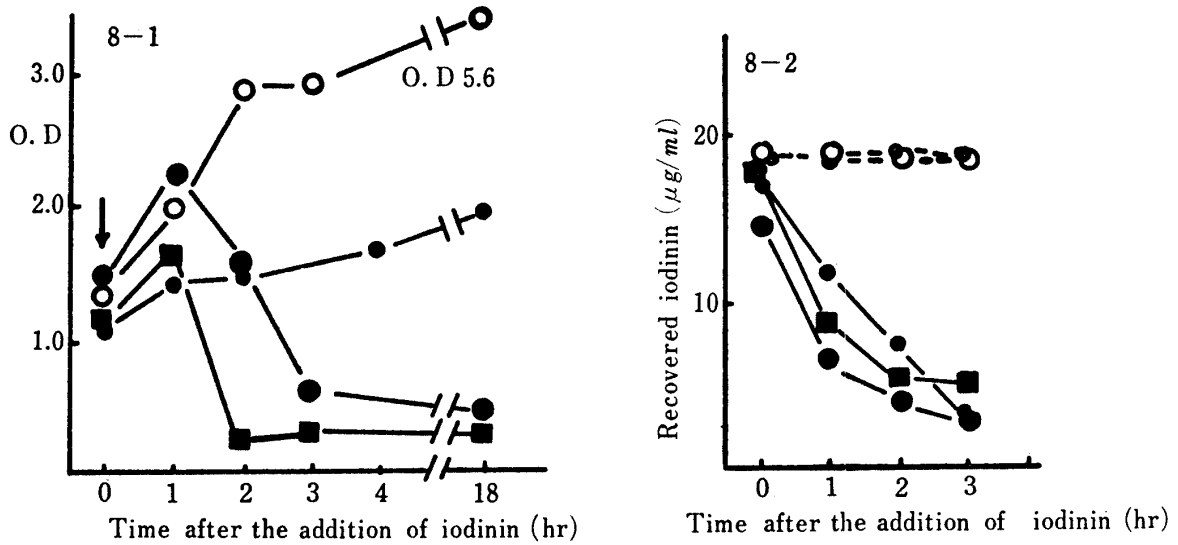 8-1
3.0
O. D 5.6
O. D
2.0
1.0
0 1 2 3 4 18
Time after the addition of iodinin (hr)
8-2
20
Recovered iodinin (μg/ml)
10
0 1 2 3
Time after the addition of iodinin (hr)